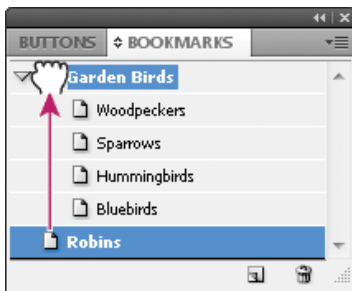 BUTTONS BOOKMARKS
Garden Birds
Woodpeckers
Sparrows
Hummingbirds
Bluebirds
Robins